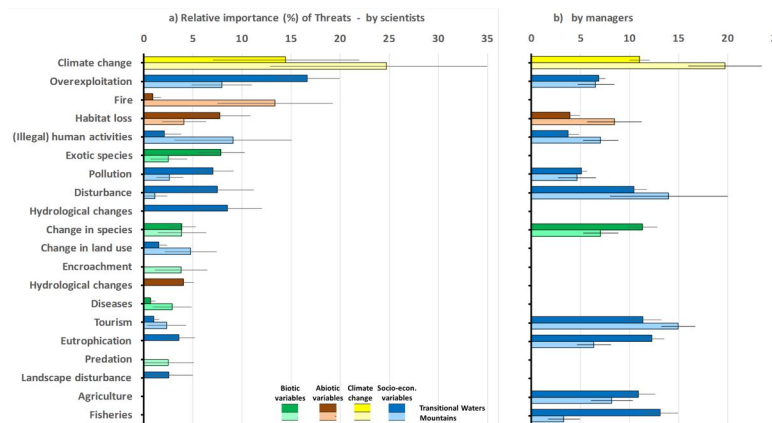 a) Relative importance (%) of Threats - by scientists
b) by managers
0 5 10 15 20 25 30 35
0 5 10 15 20
Climate change
Overexploitation
Fire
Habitat loss
(Illegal) human activities
Exotic species
Pollution
Disturbance
Hydrological changes
Change in species
Change in land use
Encroachment
Hydrological changes
Diseases
Tourism
Eutrophication
Predation
Landscape disturbance
Agriculture
Fisheries
Biotic variables
Abiotic variables
Climate change
Socio-econ. variables
Transitional Waters
Mountains